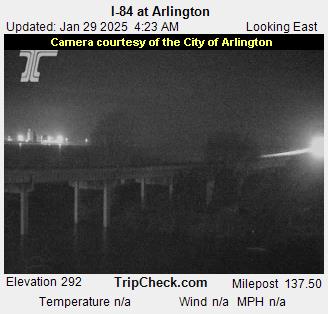 I-84 at Arlington
Updated: Jan 29 2025 4:23 AM Looking East
Camera courtesy of the City of Arlington
Elevation 292 TripCheck.com Milepost 137.50
Temperature n/a Wind n/a MPH n/a